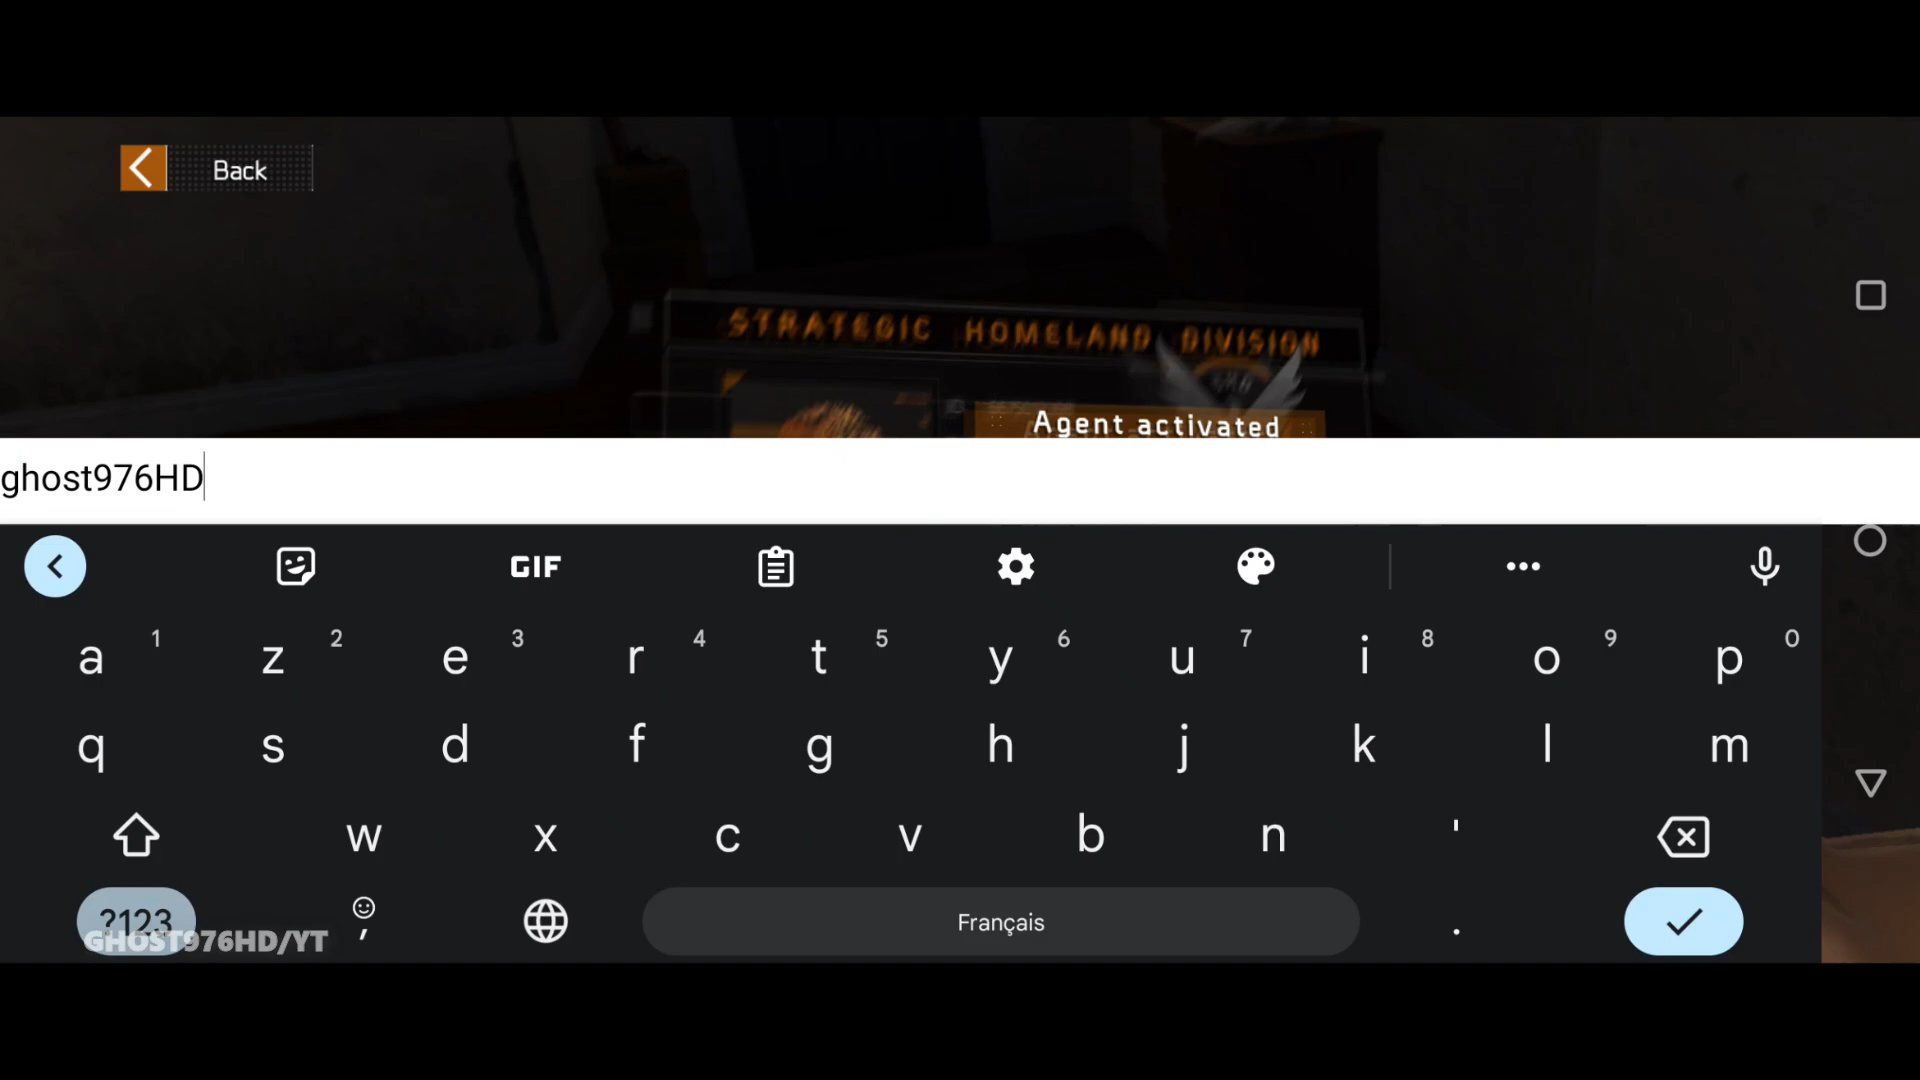 Back
STRATEGIC HOMELAND DIVISION
SHD
Agent activated
ghost976HD
GIF
a 1 z 2 e 3 r 4 t 5 y 6 u 7 i 8 o 9 p 0
q s d f g h j k l m
w x c v b n '
?123 , Français .
GHOST976HD/YT